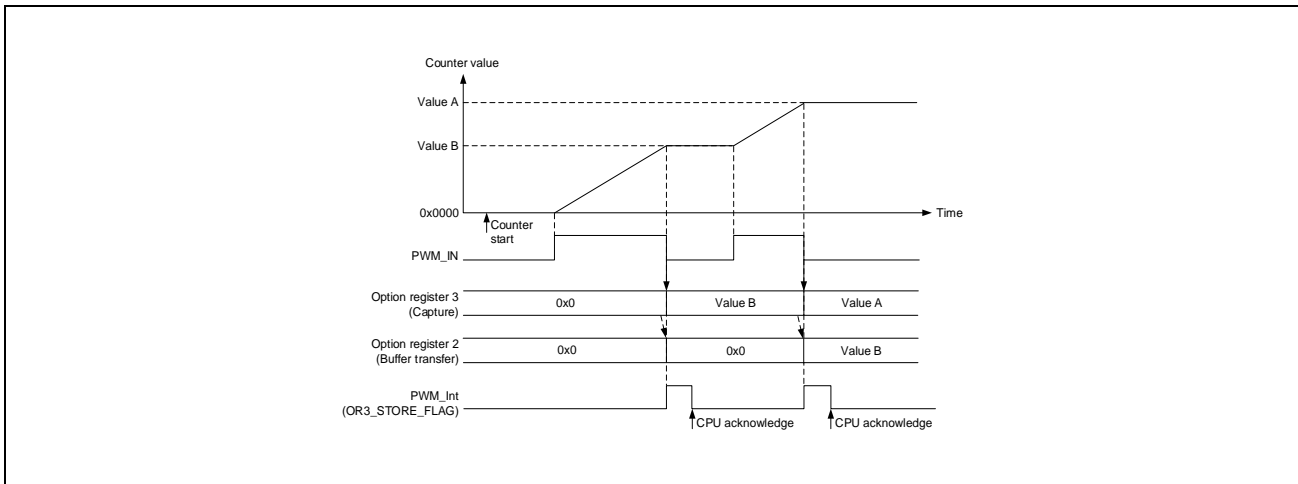 Counter value
Value A
Value B
0x0000
Time
Counter
start
PWM_IN
Option register 3
(Capture)
0x0
Value B
Value A
Option register 2
(Buffer transfer)
0x0
0x0
Value B
PWM_Int
(OR3_STORE_FLAG)
CPU acknowledge
CPU acknowledge